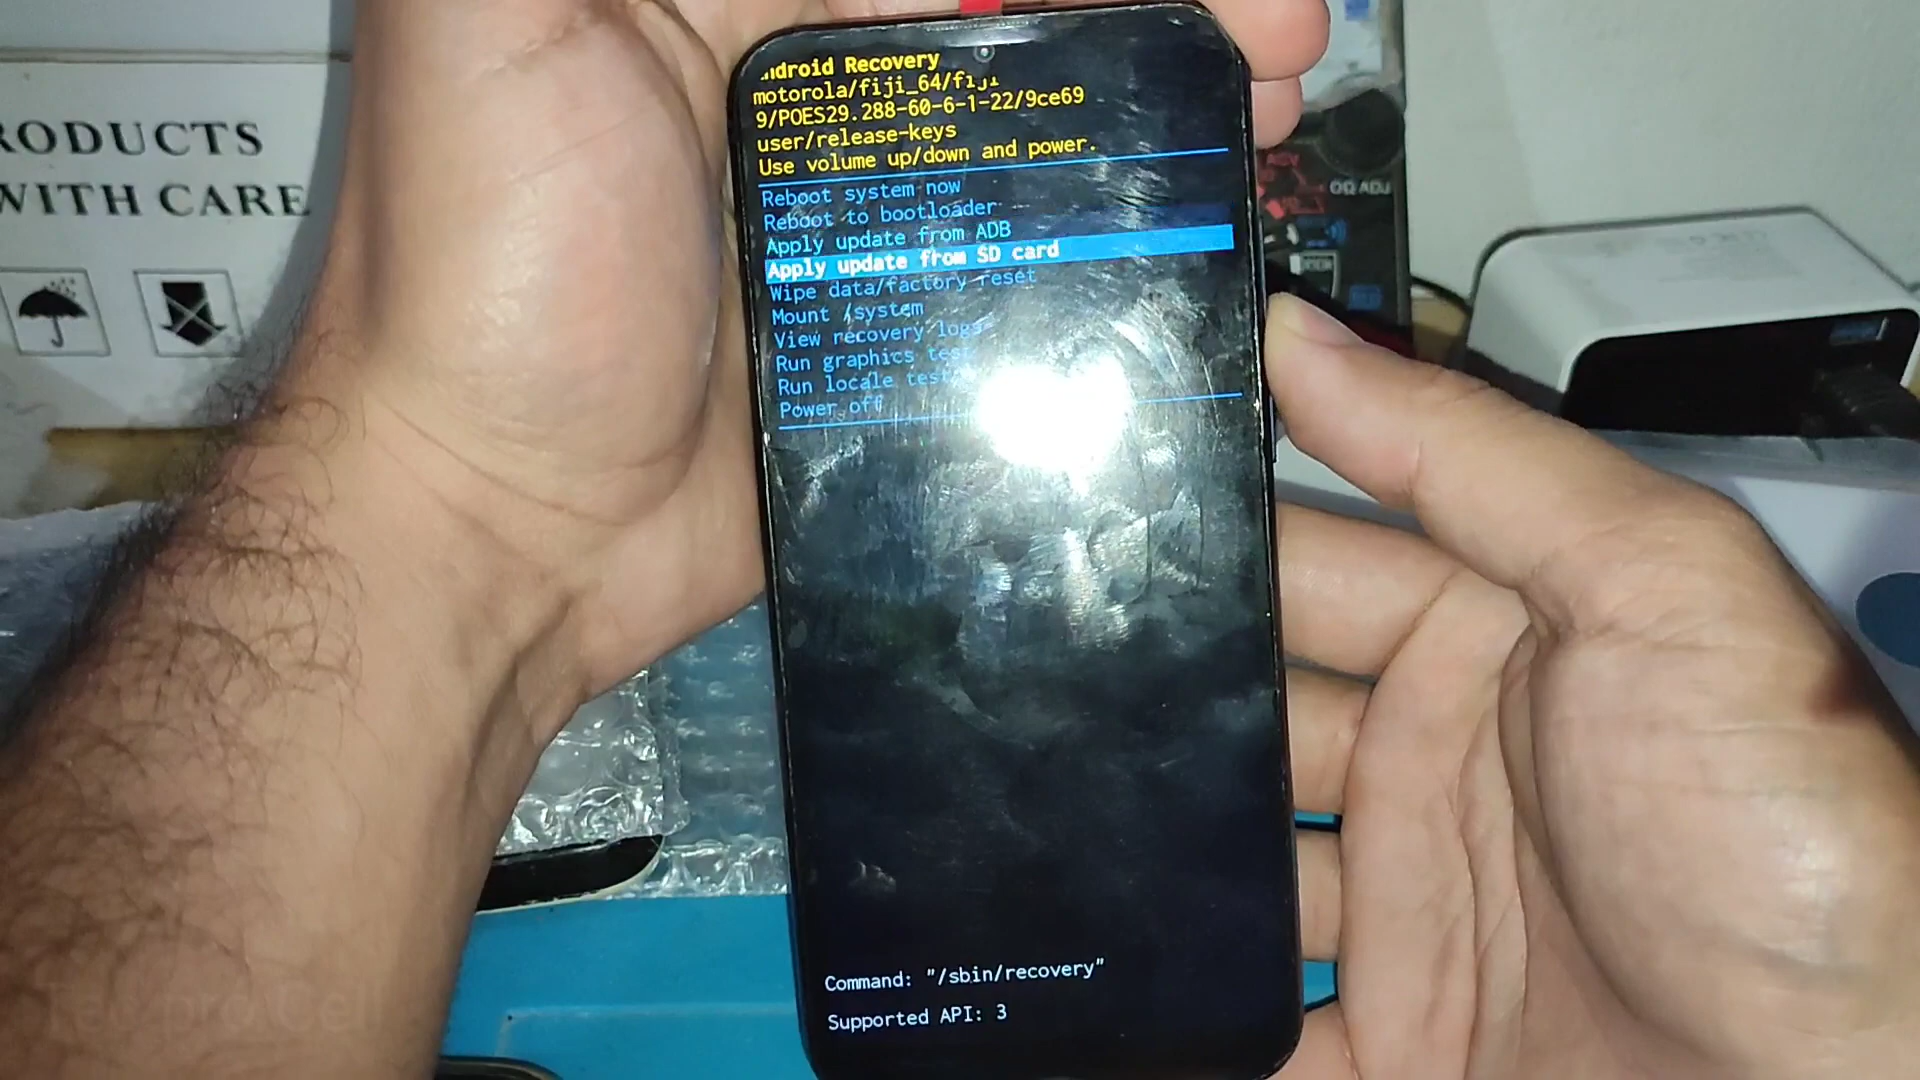 RODUCTS
WITH CARE
ndroid Recovery
motorola/fiji_64/fiji
9/POES29.288-60-6-1-22/9ce69
user/release-keys
Use volume up/down and power.
Reboot system now
Reboot to bootloader
Apply update from ADB
Apply update from SD card
Wipe data/factory reset
Mount /system
View recovery logs
Run graphics test
Run locale test
Power off
Command: "/sbin/recovery"
Supported API: 3